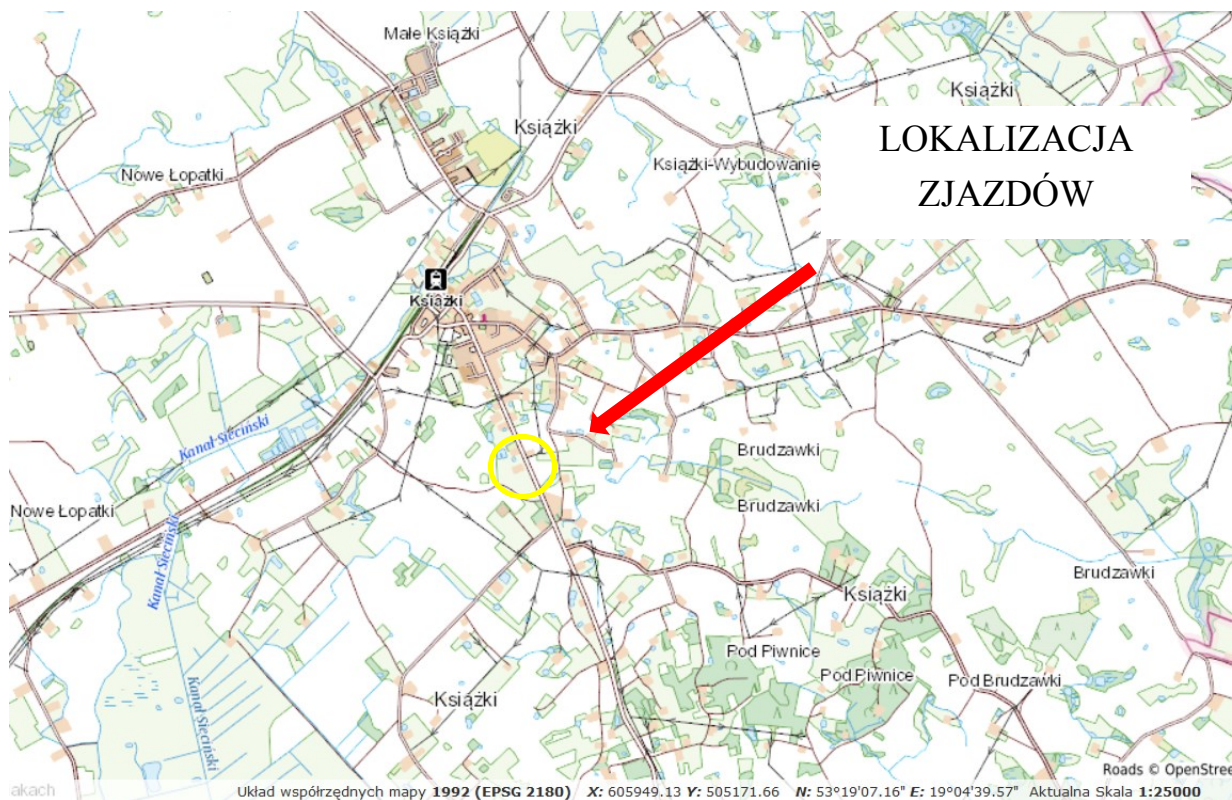 Małe Książki
Książki
LOKALIZACJA
ZJAZDÓW
Książki
Książki-Wybudowanie
Nowe Łopatki
Książki
Kanał Sieciński
Brudzawki
Nowe Łopatki
Brudzawki
Kanał Sieciński
Brudzawki
Książki
Pod Piwnice
Pod Piwnice
Pod Brudzawki
Kanał Sieciński
Książki
Roads © OpenStree
akach
Układ współrzędnych mapy 1992 (EPSG 2180) X: 605949.13 Y: 505171.66 N: 53°19'07.16" E: 19°04'39.57" Aktualna Skala 1:25000